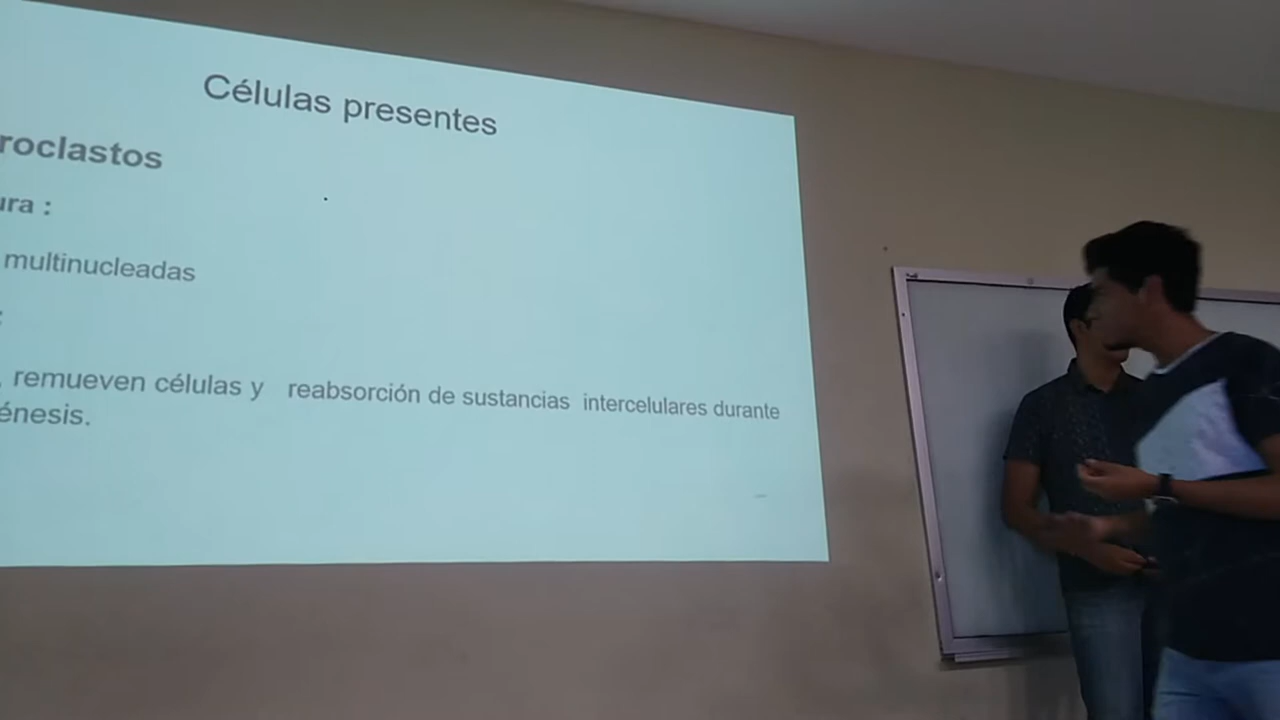 Células presentes
roclastos
ura :
multinucleadas
:
, remueven células y reabsorción de sustancias intercelulares durante
énesis.